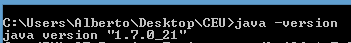 C:\Users\Alberto\Desktop\CEU>java -version
java version "1.7.0_21"